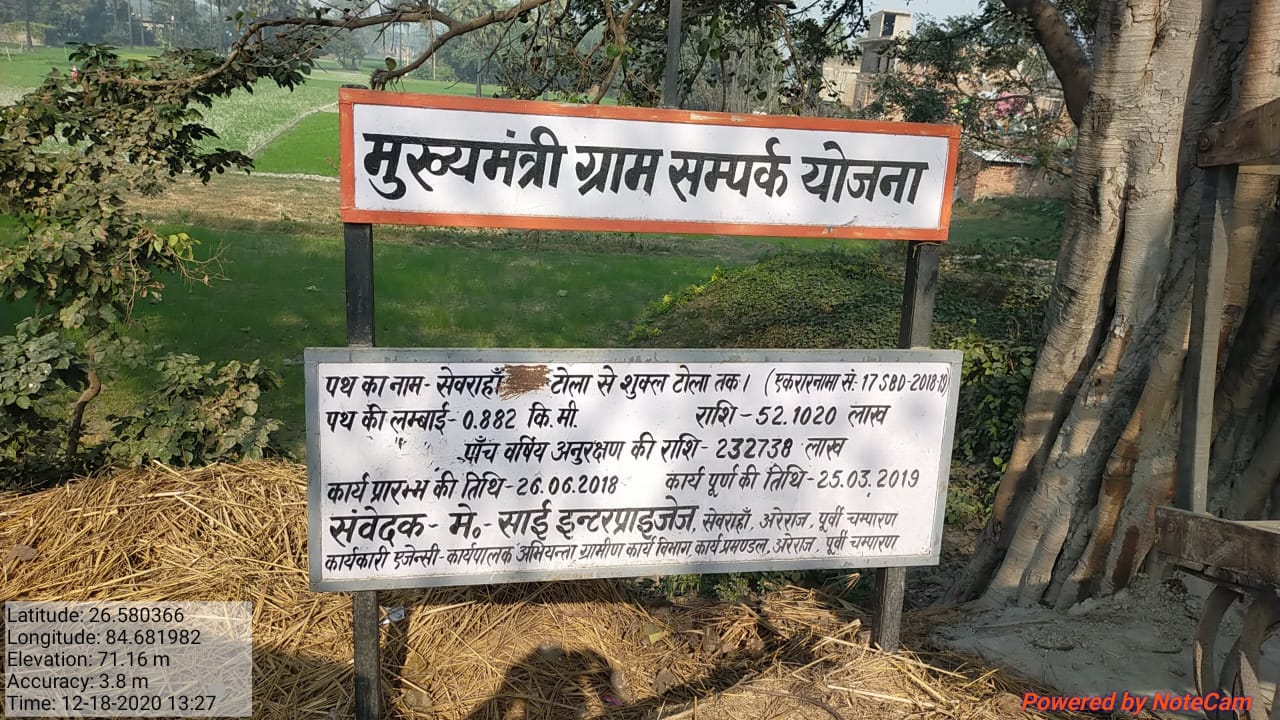 मुख्यमंत्री ग्राम सम्पर्क योजना
पथ का नाम- सेवराहाँ टोला से शुक्ल टोला तक। (एकरारनामा सं- 17 SBD-2018-19)
पथ की लम्बाई- 0.882 कि.मी. राशि - 52.1020 लाख
पाँच वर्षिय अनुरक्षण की राशि- 232738 लाख
कार्य प्रारम्भ की तिथि- 26.06.2018 कार्य पूर्ण की तिथि- 25.03.2019
संवेदक- मे.- साई इन्टरप्राइजेज, सेवराहाँ, अरेराज, पूर्वी चम्पारण
कार्यकारी एजेन्सी- कार्यपालक अभियन्ता ग्रामीण कार्य विभाग कार्य प्रमण्डल, अरेराज, पूर्वी चम्पारण
Latitude: 26.580366
Longitude: 84.681982
Elevation: 71.16 m
Accuracy: 3.8 m
Time: 12-18-2020 13:27
Powered by NoteCam